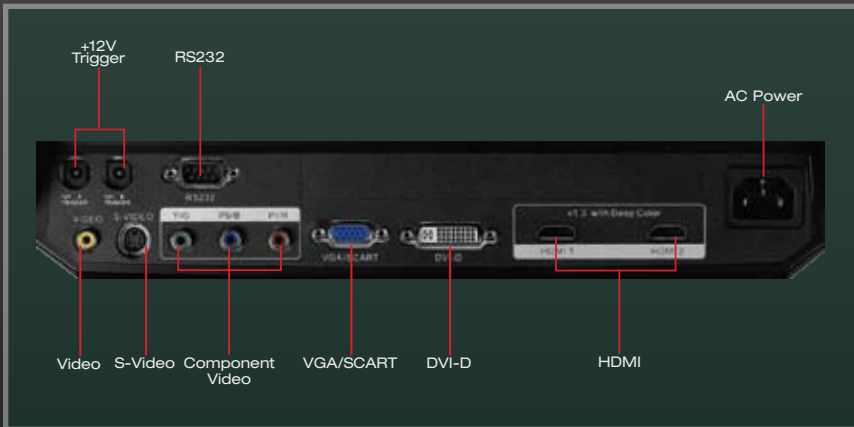 +12V
Trigger
RS232
AC Power
RS232
VIDEO
S-VIDEO
Y/G
PB/B
PR/R
v1.3 with Deep Color
VGA/SCART
DVI-D
HDMI 1
HDMI 2
Video
S-Video
Component
Video
VGA/SCART
DVI-D
HDMI